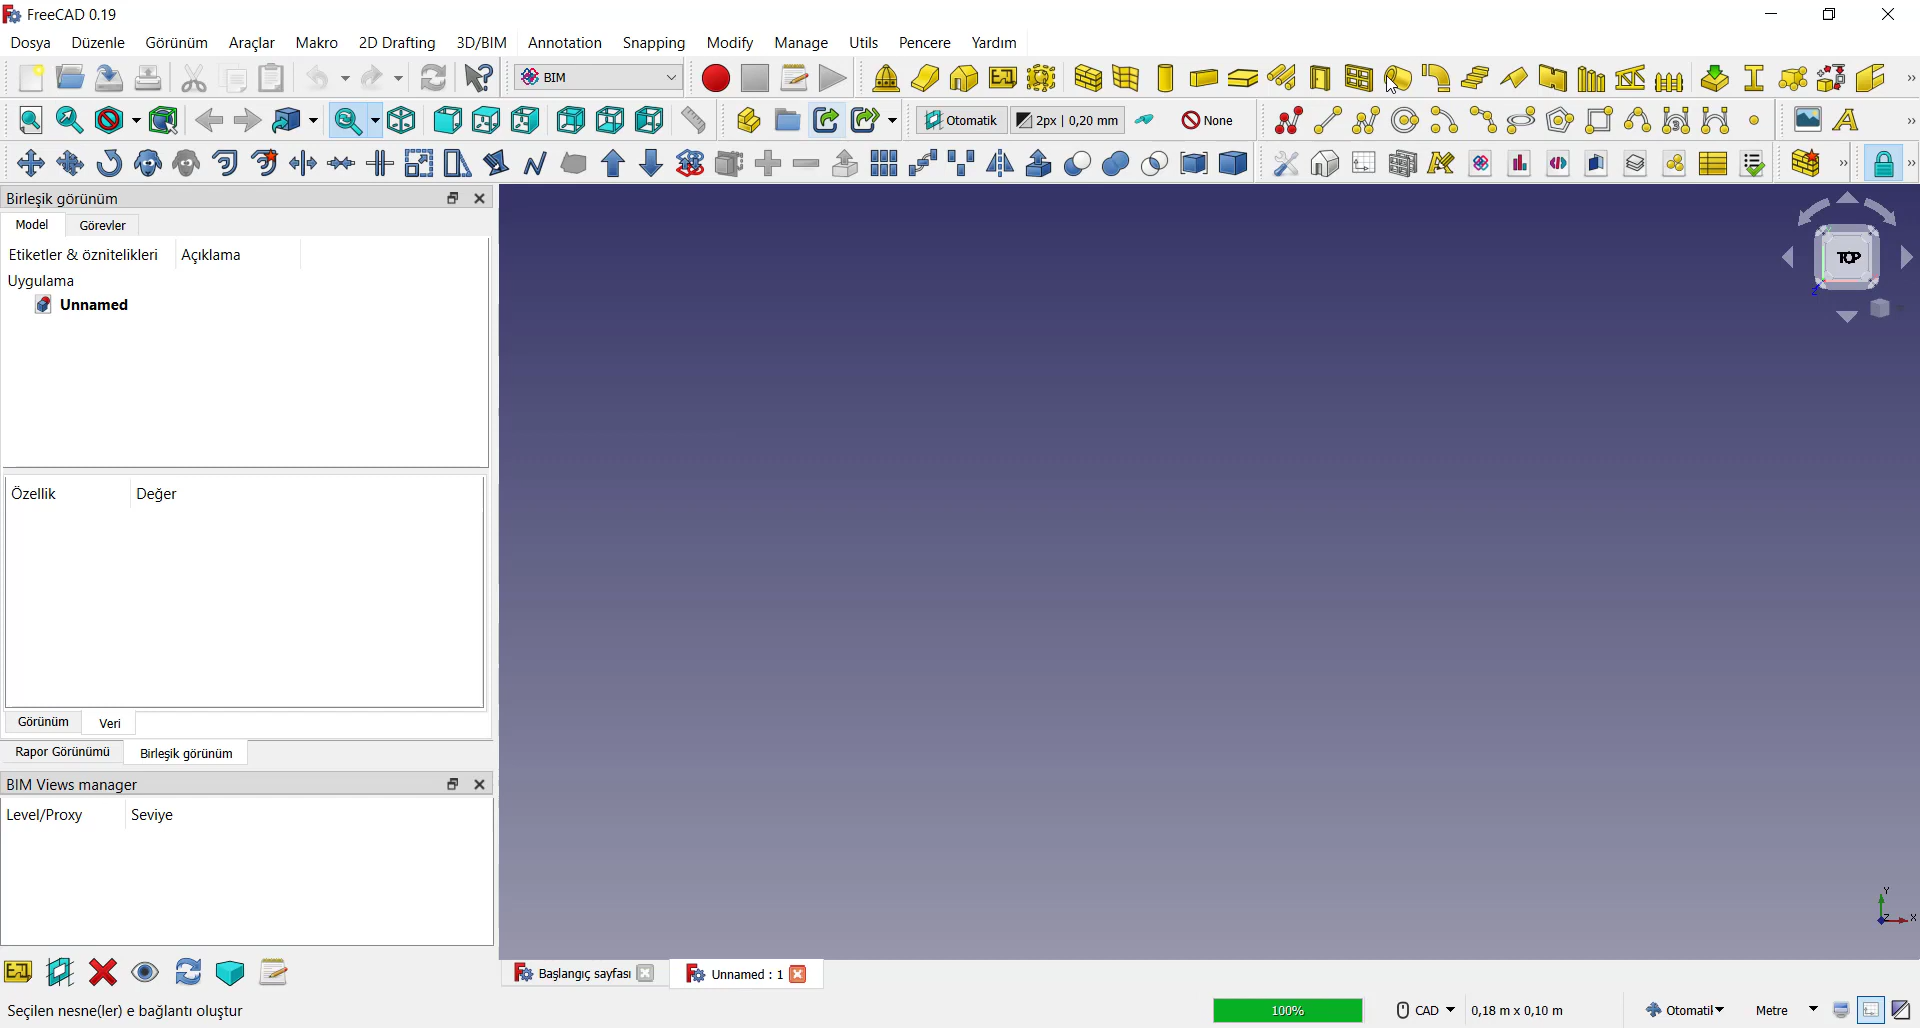 FreeCAD 0.19
Dosya Düzenle Görünüm Araçlar Makro 2D Drafting 3D/BIM Annotation Snapping Modify Manage Utils Pencere Yardım
BIM
Otomatik 2px | 0,20 mm None
Birleşik görünüm
Model Görevler
Etiketler & öznitelikleri Açıklama
Uygulama
Unnamed
TOP
Z
Özellik Değer
Görünüm Veri
Rapor Görünümü Birleşik görünüm
BIM Views manager
Level/Proxy Seviye
Y
Z X
Başlangıç sayfası Unnamed : 1
Seçilen nesne(ler) e bağlantı oluştur 100% CAD 0,18 m x 0,10 m Otomatil Metre